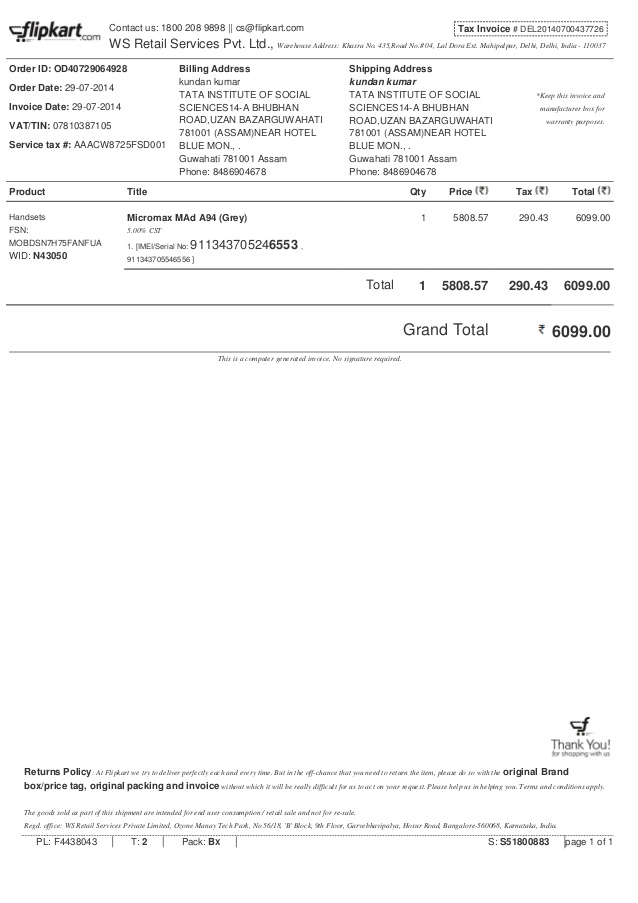 flipkart.com
Contact us: 1800 208 9898 || cs@flipkart.com
Tax Invoice # DEL20140700437726
WS Retail Services Pvt. Ltd., Warehouse Address: Khasra No. 435,Road No.# 04, Lal Dora Ext. Mahipalpur, Delhi, Delhi, India - 110037
Order ID: OD40729064928
Order Date: 29-07-2014
Invoice Date: 29-07-2014
VAT/TIN: 07810387105
Service tax #: AAACW8725FSD001
Billing Address
kundan kumar
TATA INSTITUTE OF SOCIAL
SCIENCES14-A BHUBHAN
ROAD,UZAN BAZARGUWAHATI
781001 (ASSAM)NEAR HOTEL
BLUE MON., .
Guwahati 781001 Assam
Phone: 8486904678
Shipping Address
kundan kumar
TATA INSTITUTE OF SOCIAL
SCIENCES14-A BHUBHAN
ROAD,UZAN BAZARGUWAHATI
781001 (ASSAM)NEAR HOTEL
BLUE MON., .
Guwahati 781001 Assam
Phone: 8486904678
*Keep this invoice and
manufacturer box for
warranty purposes.
Product Title Qty Price (₹) Tax (₹) Total (₹)
Handsets
FSN:
MOBDSN7H75FANFUA
WID: N43050
Micromax MAd A94 (Grey) 1 5808.57 290.43 6099.00
5.00% CST
1. [IMEI/Serial No: 911343705246553 ,
911343705546556 ]
Total 1 5808.57 290.43 6099.00
Grand Total ₹ 6099.00
This is a computer generated invoice. No signature required.
Thank You!
for shopping with us
Returns Policy: At Flipkart we try to deliver perfectly each and every time. But in the off-chance that you need to return the item, please do so with the original Brand
box/price tag, original packing and invoice without which it will be really difficult for us to act on your request. Please help us in helping you. Terms and conditions apply.
The goods sold as part of this shipment are intended for end user consumption / retail sale and not for re-sale.
Regd. office: WS Retail Services Private Limited, Ozone Manay Tech Park, No 56/18, 'B' Block, 9th Floor, Garvebhavipalya, Hosur Road, Bangalore-560068, Karnataka, India.
PL: F4438043 T: 2 Pack: Bx S: S51800883 page 1 of 1